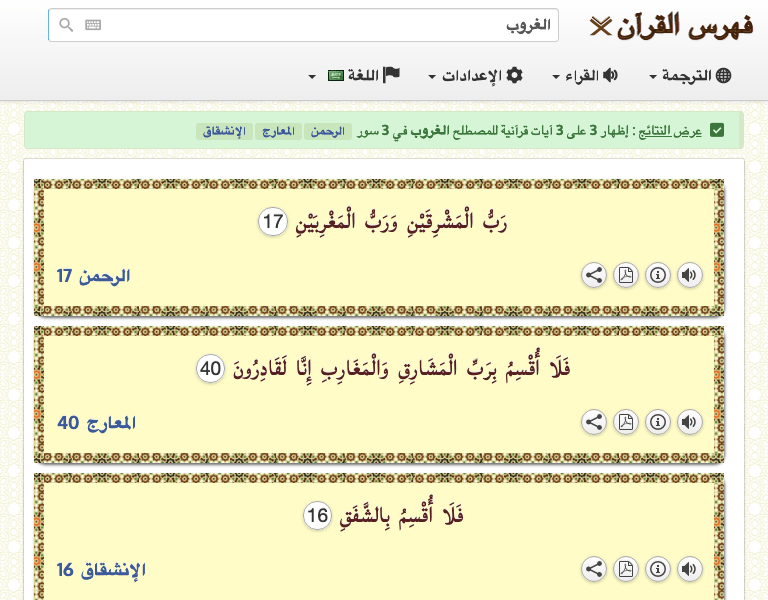 فهرس القرآن
الغروب
الترجمة القراء الإعدادات اللغة
عرض النتائج : إظهار 3 على 3 آيات قرآنية للمصطلح الغروب في 3 سور الرحمن المعارج الإنشقاق
رَبُّ الْمَشْرِقَيْنِ وَرَبُّ الْمَغْرِبَيْنِ 17
الرحمن 17
فَلَا أُقْسِمُ بِرَبِّ الْمَشَارِقِ وَالْمَغَارِبِ إِنَّا لَقَادِرُونَ 40
المعارج 40
فَلَا أُقْسِمُ بِالشَّفَقِ 16
الإنشقاق 16